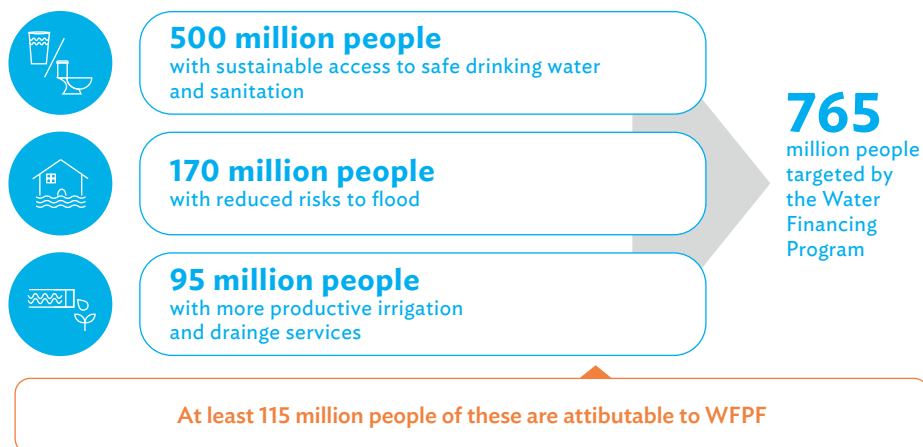 500 million people
with sustainable access to safe drinking water
and sanitation
170 million people
with reduced risks to flood
95 million people
with more productive irrigation
and drainge services
765
million people
targeted by
the Water
Financing
Program
At least 115 million people of these are attibutable to WFPF